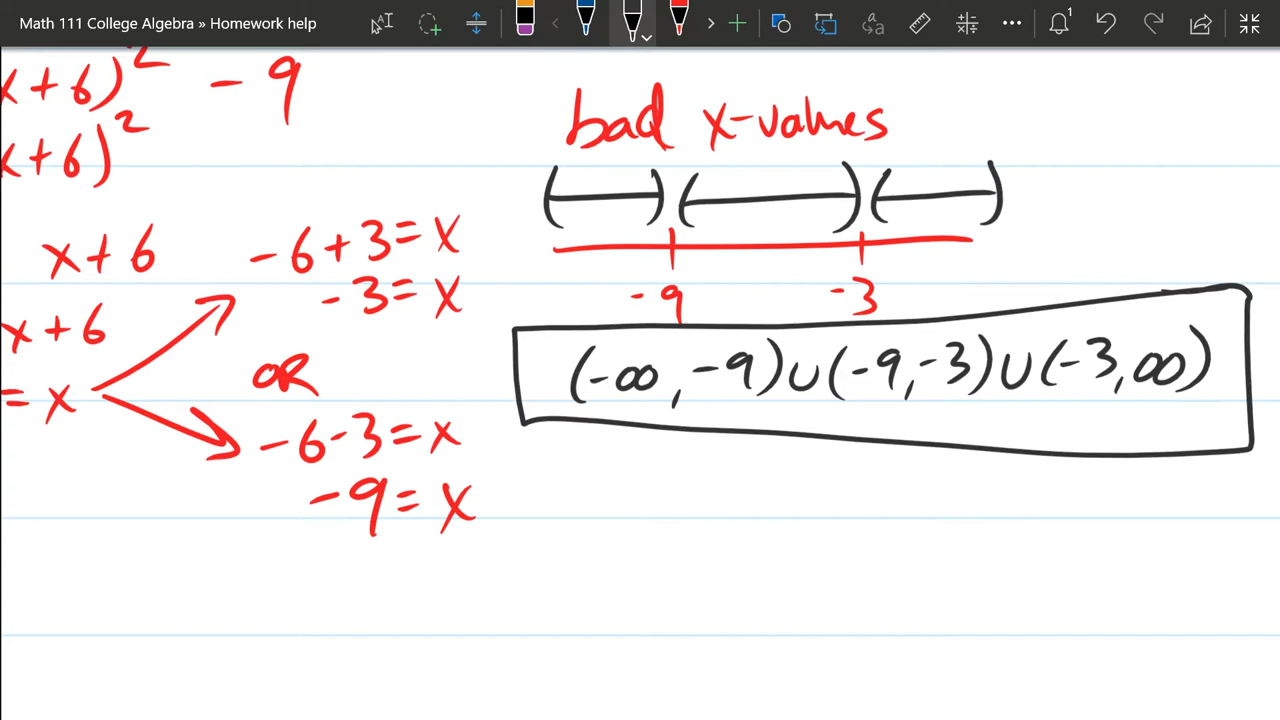 Math 111 College Algebra » Homework help
1
x+6)² - 9
x+6)²
x+6
x+6
= x
-6+3=x
-3=x
OR
-6-3=x
-9=x
bad x-values
-9 -3
(-∞,-9)∪(-9,-3)∪(-3,∞)